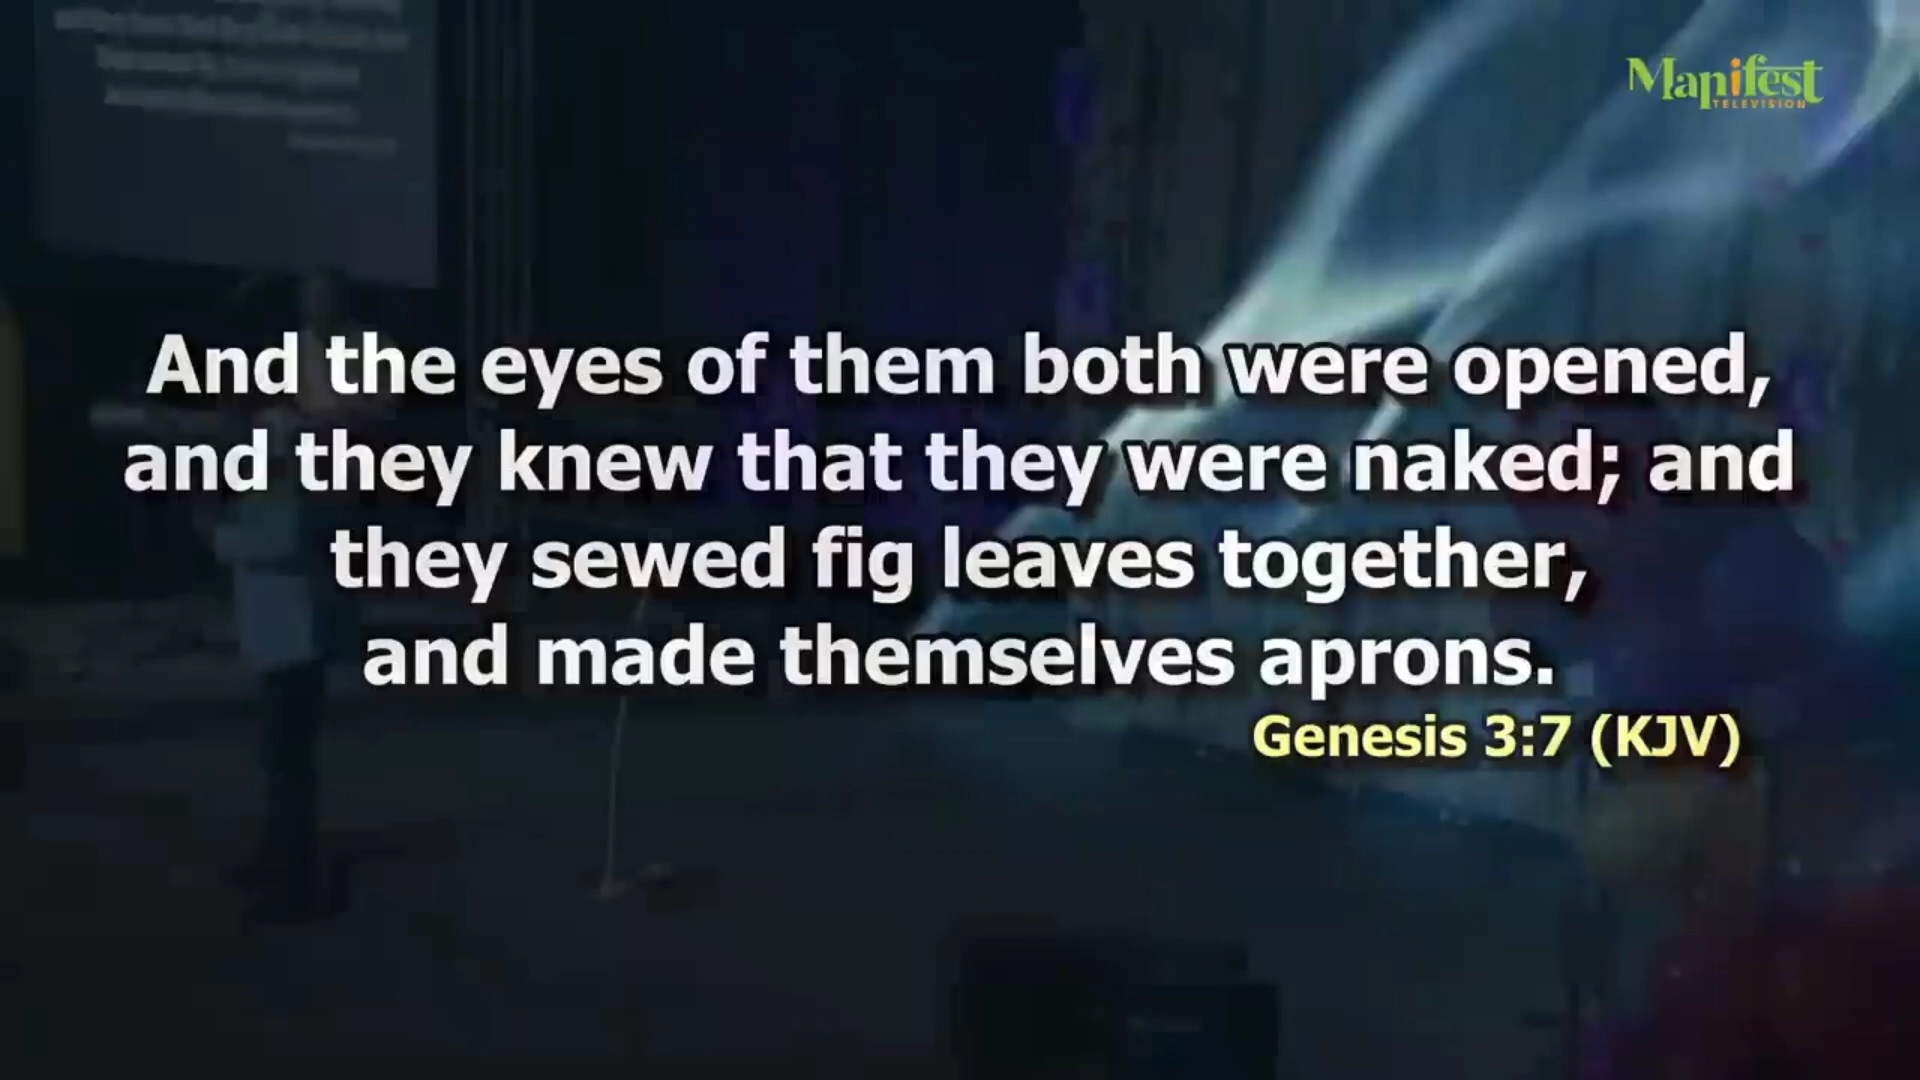 Manifest
TELEVISION
And the eyes of them both were opened,
and they knew that they were naked; and
they sewed fig leaves together,
and made themselves aprons.
Genesis 3:7 (KJV)